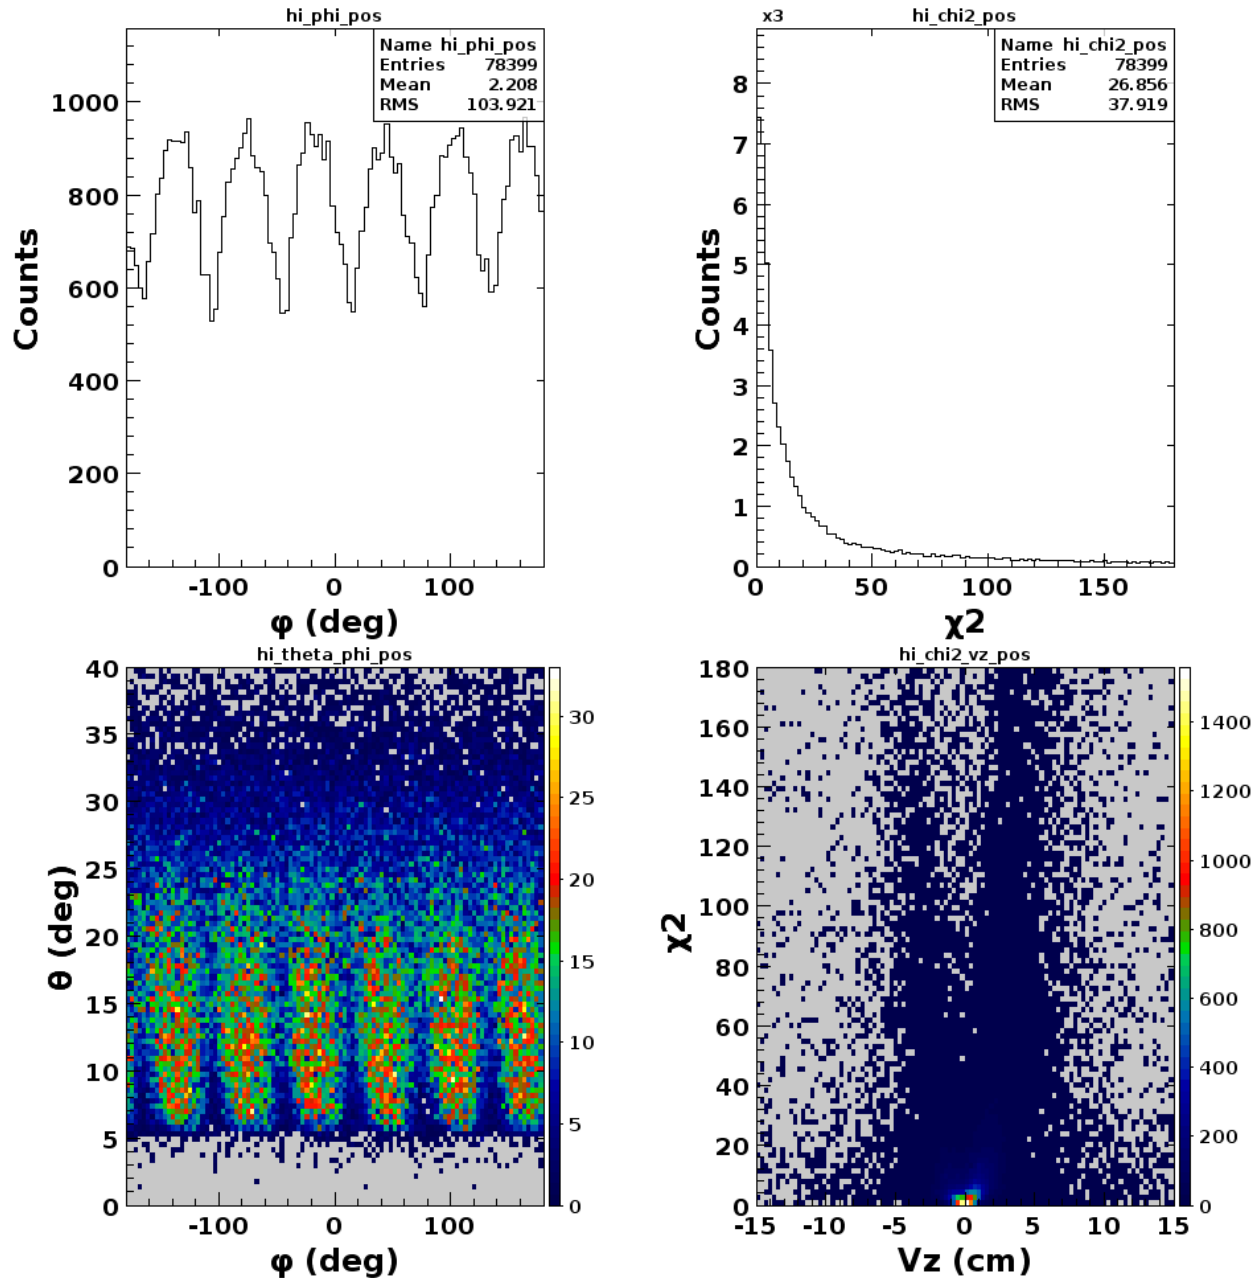 hi_phi_pos
Name hi_phi_pos
Entries 78399
Mean 2.208
RMS 103.921
1000
800
600
400
200
0
-100 0 100
Counts
φ (deg)
x3 hi_chi2_pos
Name hi_chi2_pos
Entries 78399
Mean 26.856
RMS 37.919
8
7
6
5
4
3
2
1
0
0 50 100 150
Counts
χ2
hi_theta_phi_pos
40
35
30
25
20
15
10
5
0
-100 0 100
θ (deg)
φ (deg)
30
25
20
15
10
5
0
hi_chi2_vz_pos
180
160
140
120
100
80
60
40
20
0
-15 -10 -5 0 5 10 15
χ2
Vz (cm)
1400
1200
1000
800
600
400
200
0